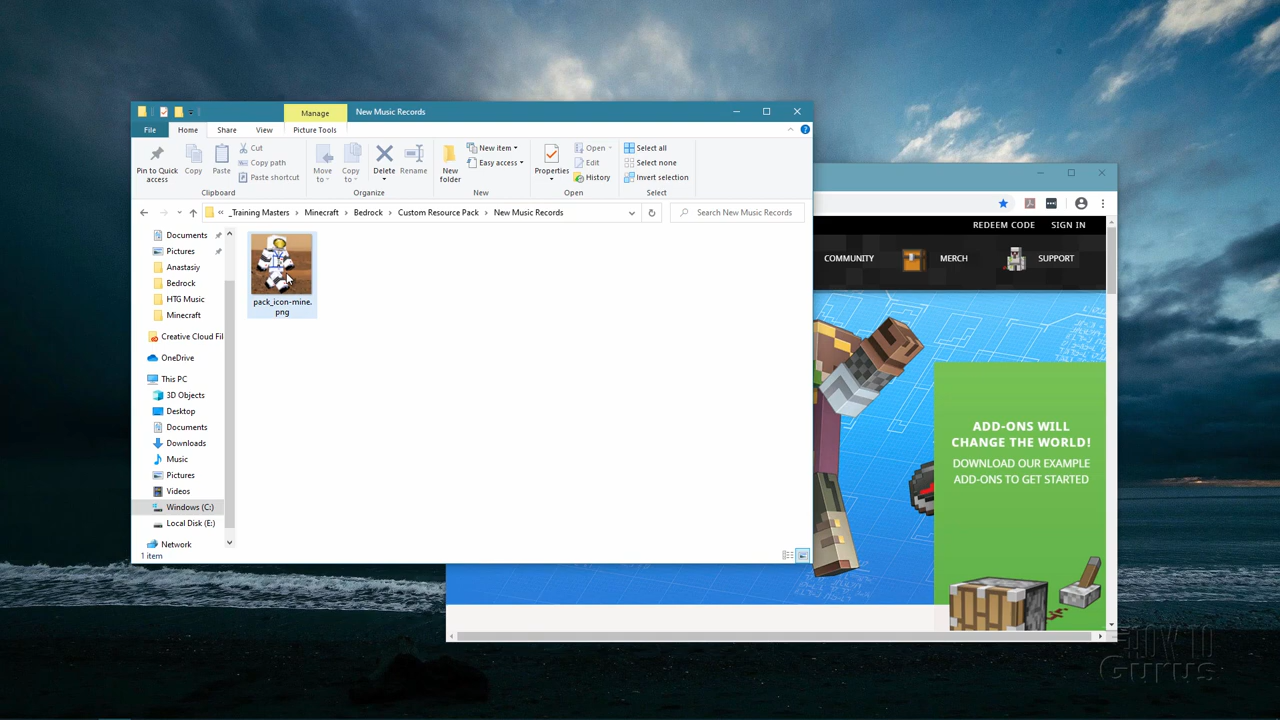 Manage
New Music Records
File
Home
Share
View
Picture Tools
Pin to Quick
access
Copy
Paste
Cut
Copy path
Paste shortcut
Clipboard
Move
to
Copy
to
Delete
Rename
Organize
New
folder
New item
Easy access
New
Properties
Open
Edit
History
Open
Select all
Select none
Invert selection
Select
« _Training Masters > Minecraft > Bedrock > Custom Resource Pack > New Music Records
Search New Music Records
Documents
Pictures
Anastasiy
Bedrock
HTG Music
Minecraft
Creative Cloud Fil
OneDrive
This PC
3D Objects
Desktop
Documents
Downloads
Music
Pictures
Videos
Windows (C:)
Local Disk (E:)
Network
1 item
pack_icon-mine.
png
REDEEM CODE
SIGN IN
COMMUNITY
MERCH
SUPPORT
ADD-ONS WILL
CHANGE THE WORLD!
DOWNLOAD OUR EXAMPLE
ADD-ONS TO GET STARTED
HOW TO
GURUS